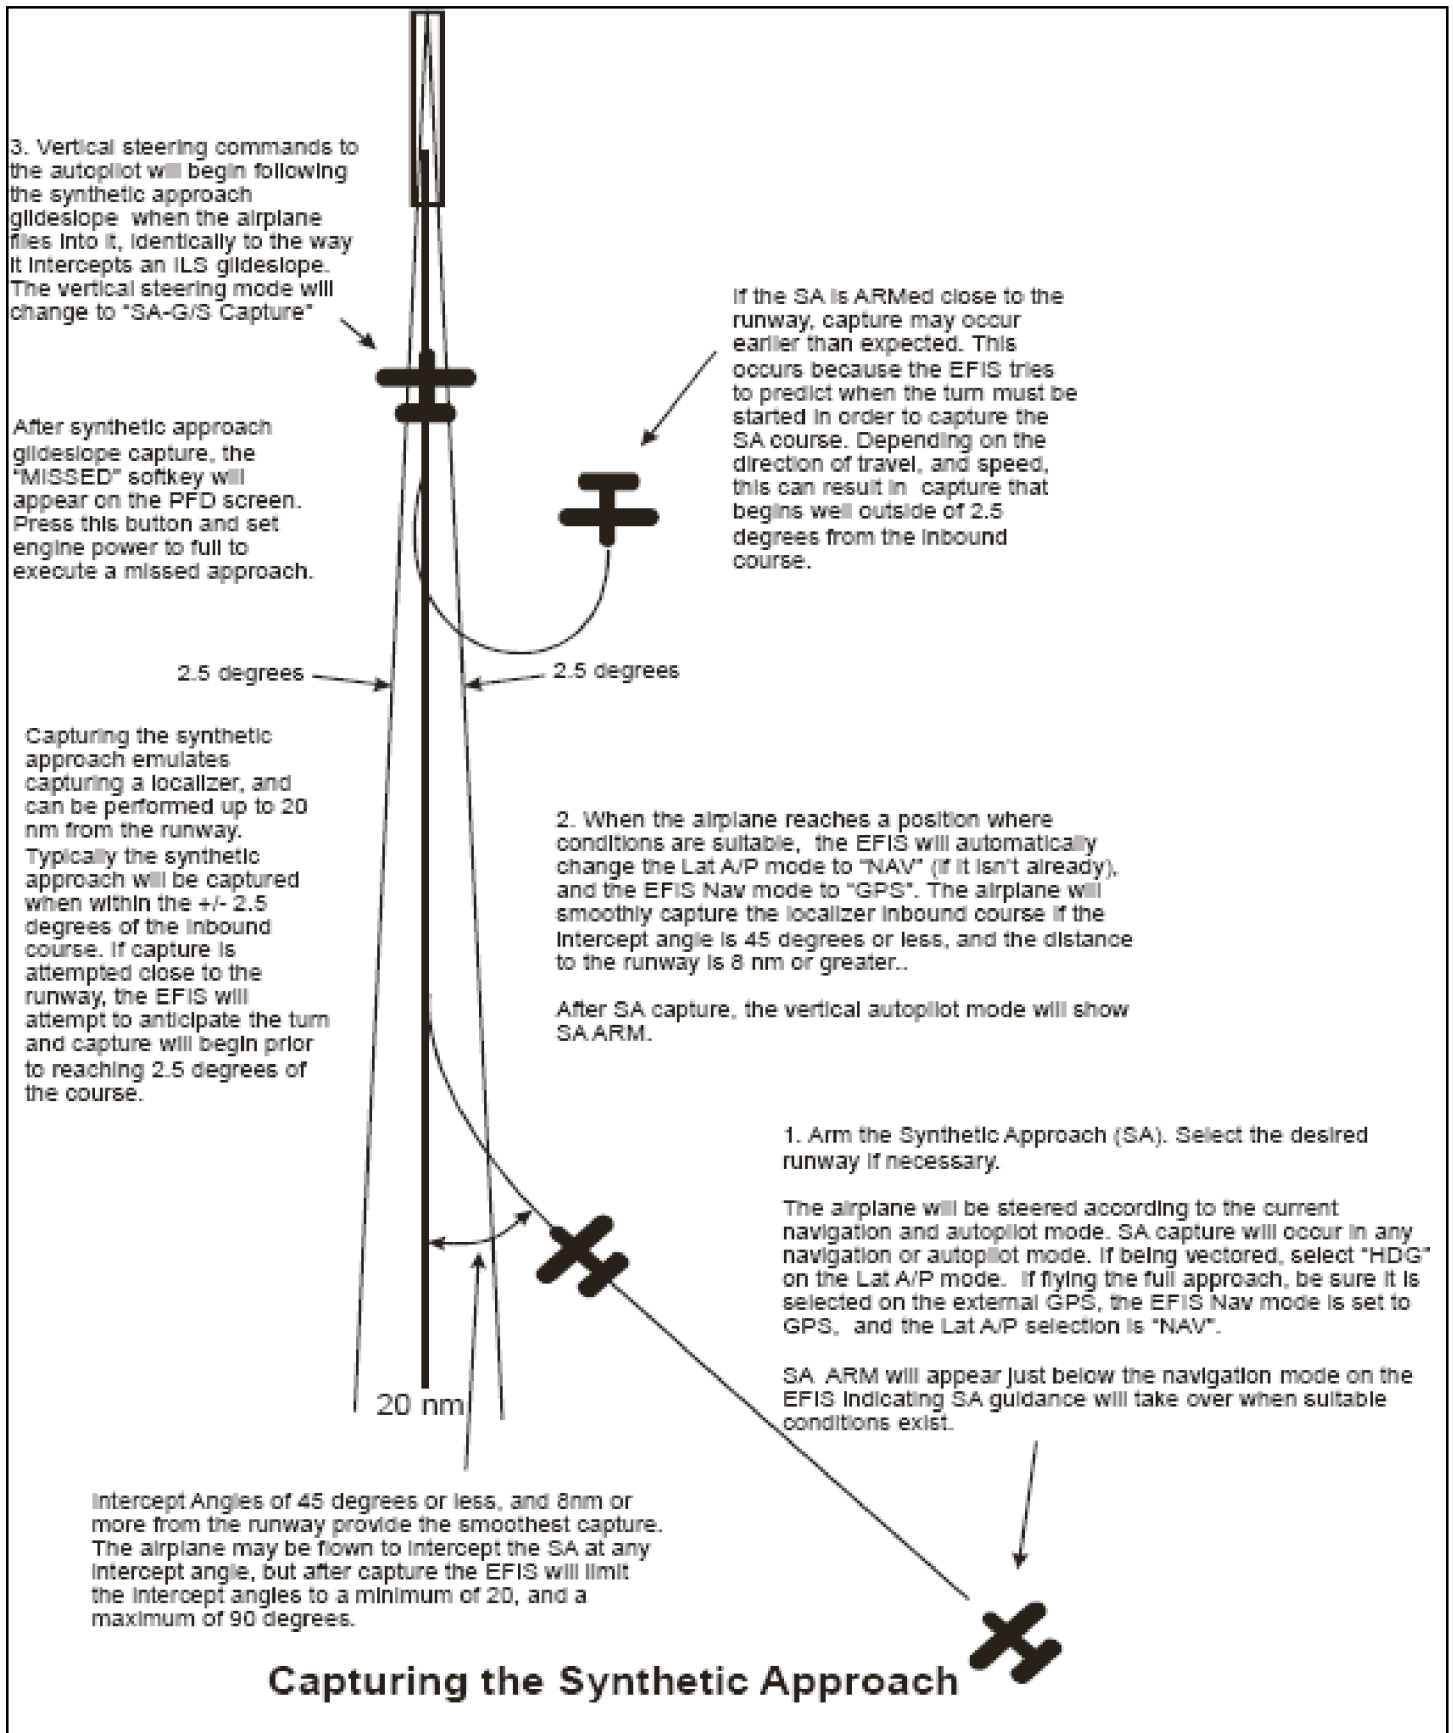 3. Vertical steering commands to
the autopilot will begin following
the synthetic approach
glideslope when the airplane
flies into it, identically to the way
it intercepts an ILS glideslope.
The vertical steering mode will
change to "SA-G/S Capture"
If the SA is ARMed close to the
runway, capture may occur
earlier than expected. This
occurs because the EFIS tries
to predict when the turn must be
started in order to capture the
SA course. Depending on the
direction of travel, and speed,
this can result in capture that
begins well outside of 2.5
degrees from the inbound
course.
After synthetic approach
glideslope capture, the
"MISSED" softkey will
appear on the PFD screen.
Press this button and set
engine power to full to
execute a missed approach.
2.5 degrees
2.5 degrees
Capturing the synthetic
approach emulates
capturing a localizer, and
can be performed up to 20
nm from the runway.
Typically the synthetic
approach will be captured
when within the +/- 2.5
degrees of the inbound
course. If capture is
attempted close to the
runway, the EFIS will
attempt to anticipate the turn
and capture will begin prior
to reaching 2.5 degrees of
the course.
2. When the airplane reaches a position where
conditions are suitable, the EFIS will automatically
change the Lat A/P mode to "NAV" (if it isn't already),
and the EFIS Nav mode to "GPS". The airplane will
smoothly capture the localizer inbound course if the
intercept angle is 45 degrees or less, and the distance
to the runway is 8 nm or greater..
After SA capture, the vertical autopilot mode will show
SA ARM.
1. Arm the Synthetic Approach (SA). Select the desired
runway if necessary.
The airplane will be steered according to the current
navigation and autopilot mode. SA capture will occur in any
navigation or autopilot mode. If being vectored, select "HDG"
on the Lat A/P mode. If flying the full approach, be sure it is
selected on the external GPS, the EFIS Nav mode is set to
GPS, and the Lat A/P selection is "NAV".
SA ARM will appear just below the navigation mode on the
EFIS indicating SA guidance will take over when suitable
conditions exist.
20 nm
Intercept Angles of 45 degrees or less, and 8nm or
more from the runway provide the smoothest capture.
The airplane may be flown to intercept the SA at any
intercept angle, but after capture the EFIS will limit
the intercept angles to a minimum of 20, and a
maximum of 90 degrees.
Capturing the Synthetic Approach